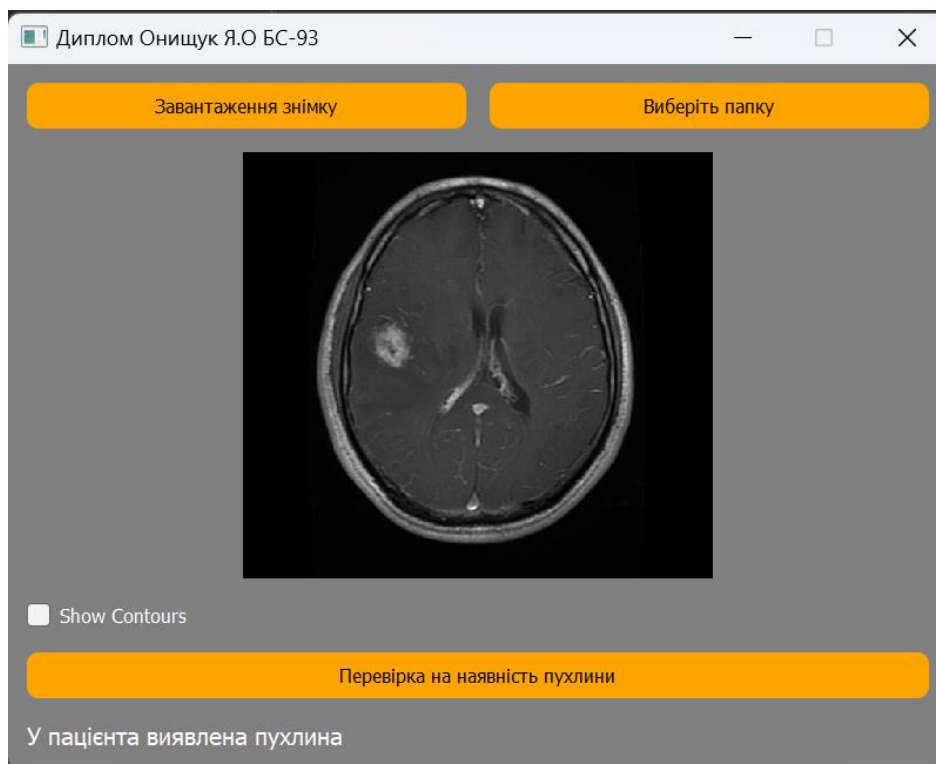 Диплом Онищук Я.О БС-93
Завантаження знімку
Виберіть папку
Show Contours
Перевірка на наявність пухлини
У пацієнта виявлена пухлина